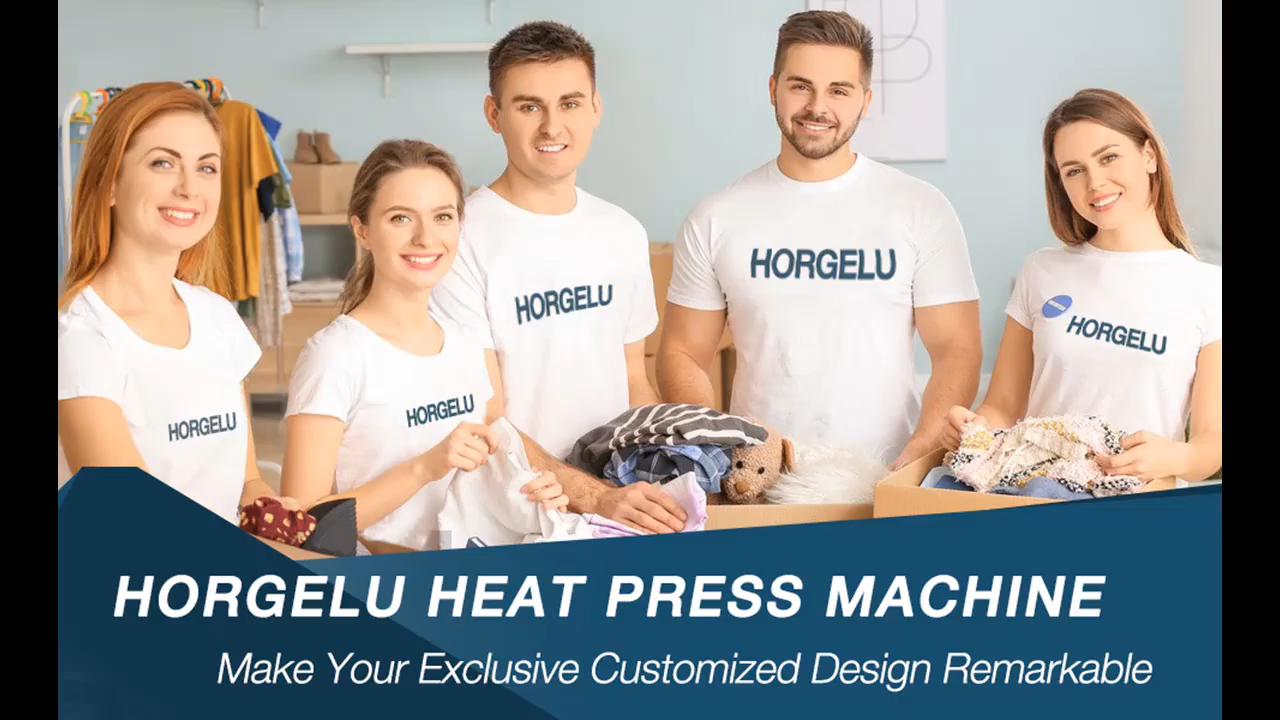 HORGELU
HORGELU
HORGELU
HORGELU
HORGELU
HORGELU HEAT PRESS MACHINE
Make Your Exclusive Customized Design Remarkable